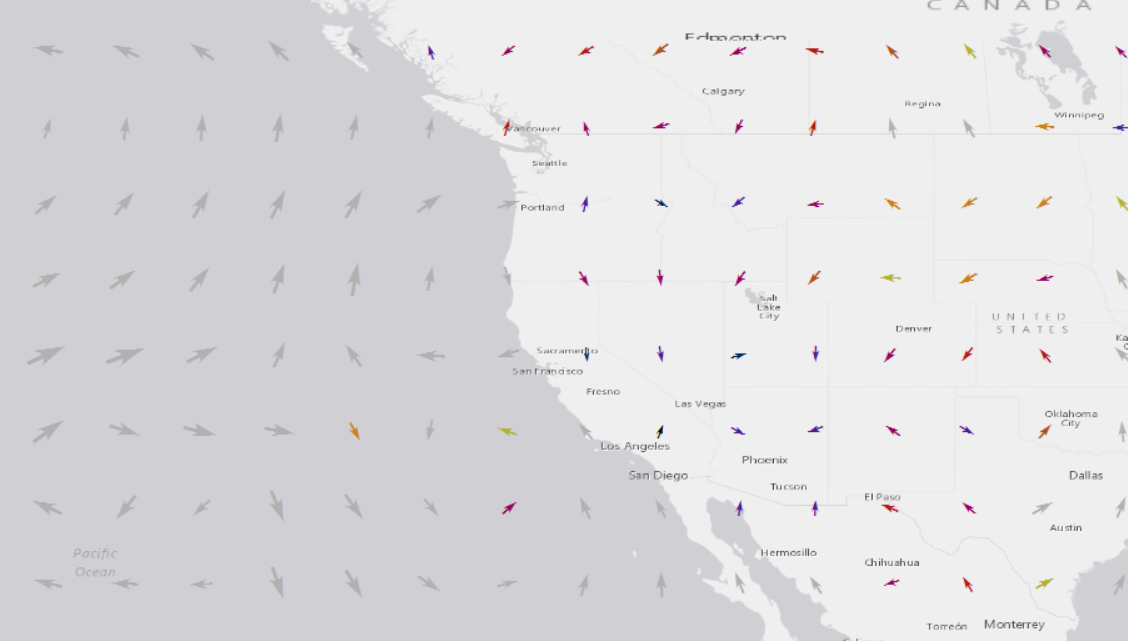 CANADA
Edmonton
Calgary
Regina
Winnipeg
Vancouver
Seattle
Portland
Salt
Lake
City
UNITED
STATES
Denver
Sacramento
San Francisco
Fresno
Las Vegas
Oklahoma
City
Los Angeles
Phoenix
San Diego
Dallas
Tucson
El Paso
Austin
Pacific
Ocean
Hermosillo
Chihuahua
Torreón
Monterrey